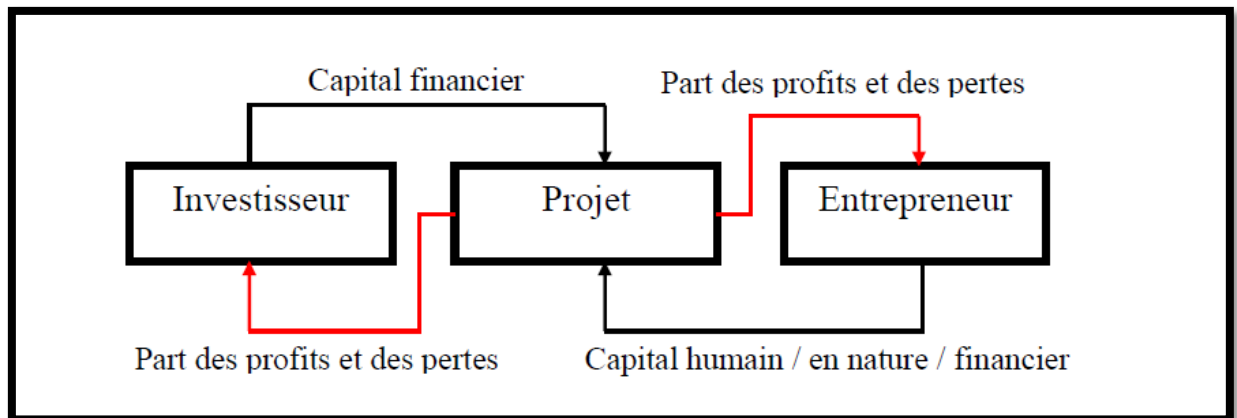 Capital financier
Part des profits et des pertes
Investisseur
Projet
Entrepreneur
Part des profits et des pertes
Capital humain / en nature / financier